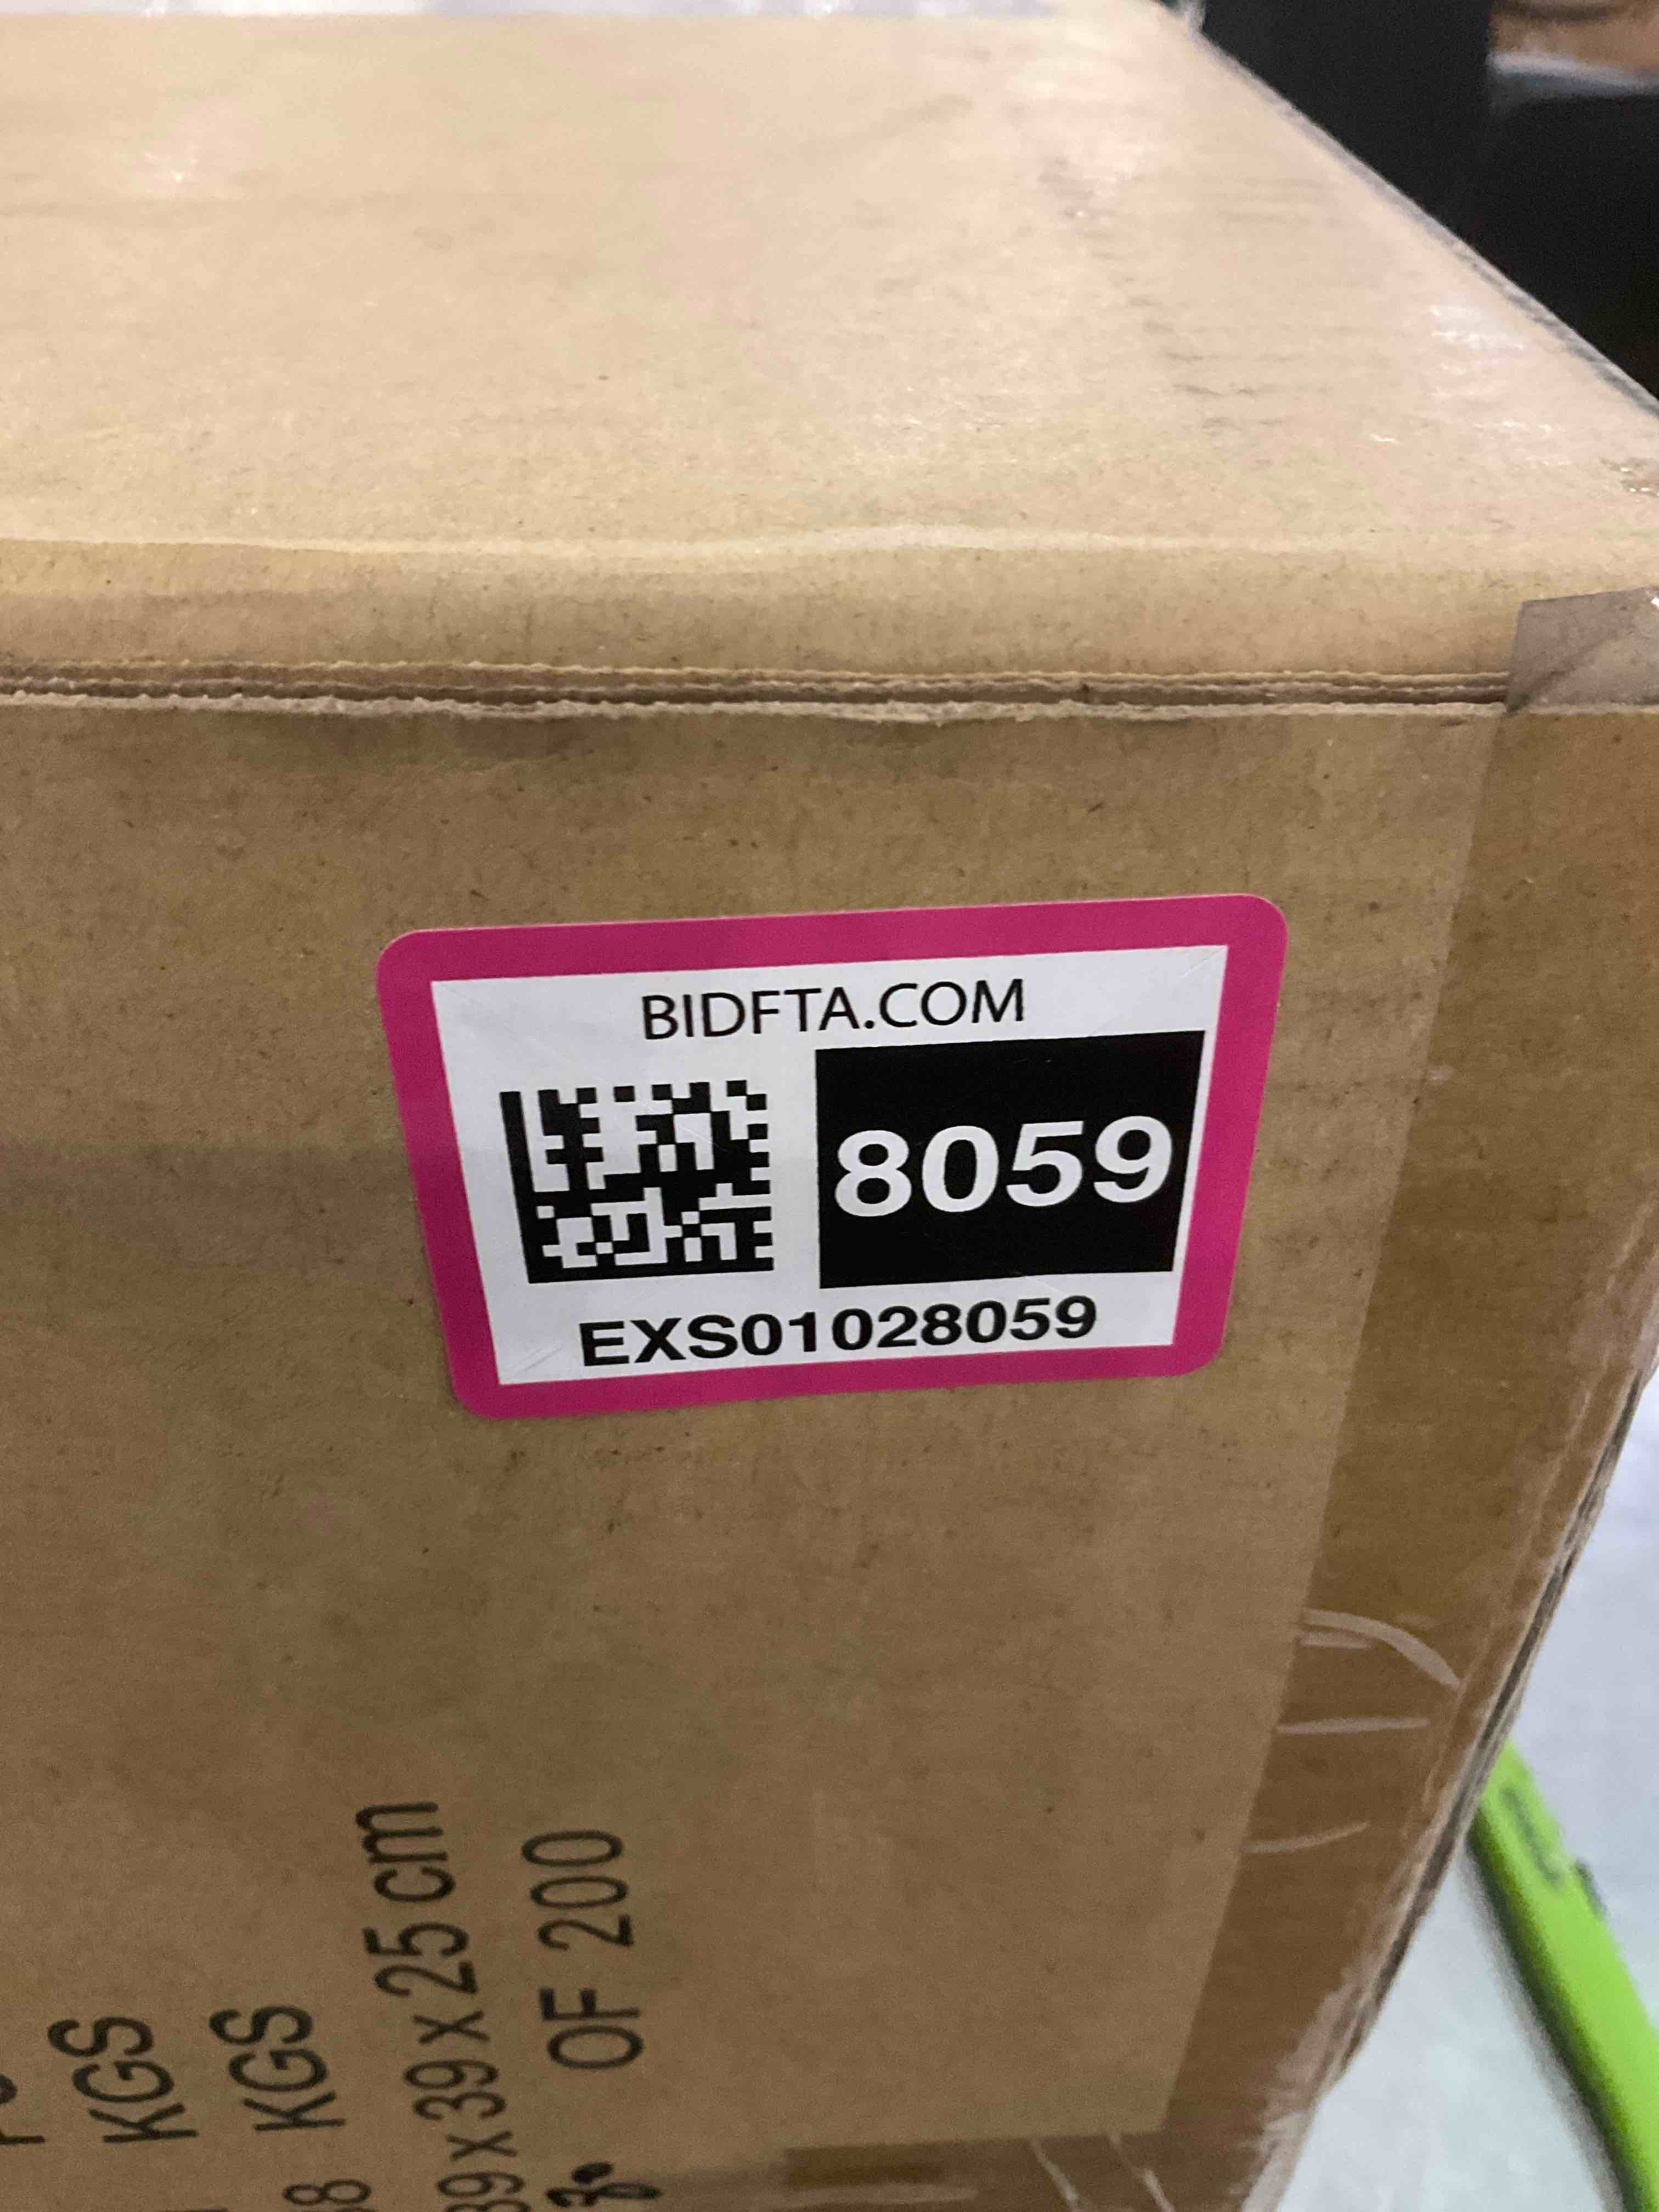 BIDFTA.COM
8059
EXS01028059
KGS
KGS
39 x 39 x 25 cm
OF 200